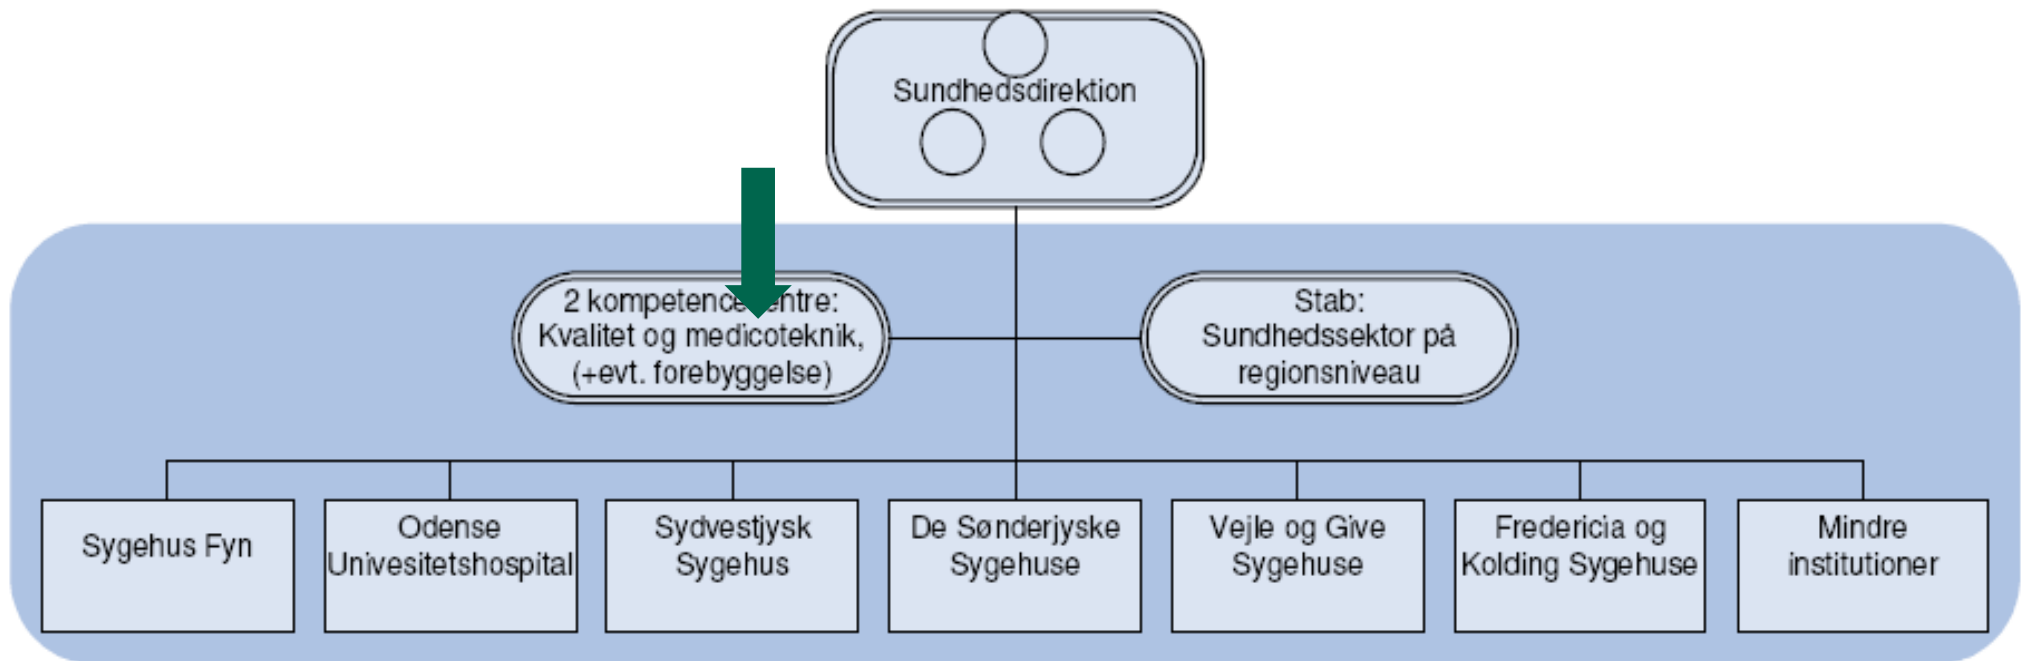 Sundhedsdirektion
2 kompetencecentre:
Kvalitet og medicoteknik,
(+evt. forebyggelse)
Stab:
Sundhedssektor på
regionsniveau
Sygehus Fyn
Odense
Univesitetshospital
Sydvestjysk
Sygehus
De Sønderjyske
Sygehuse
Vejle og Give
Sygehuse
Fredericia og
Kolding Sygehuse
Mindre
institutioner